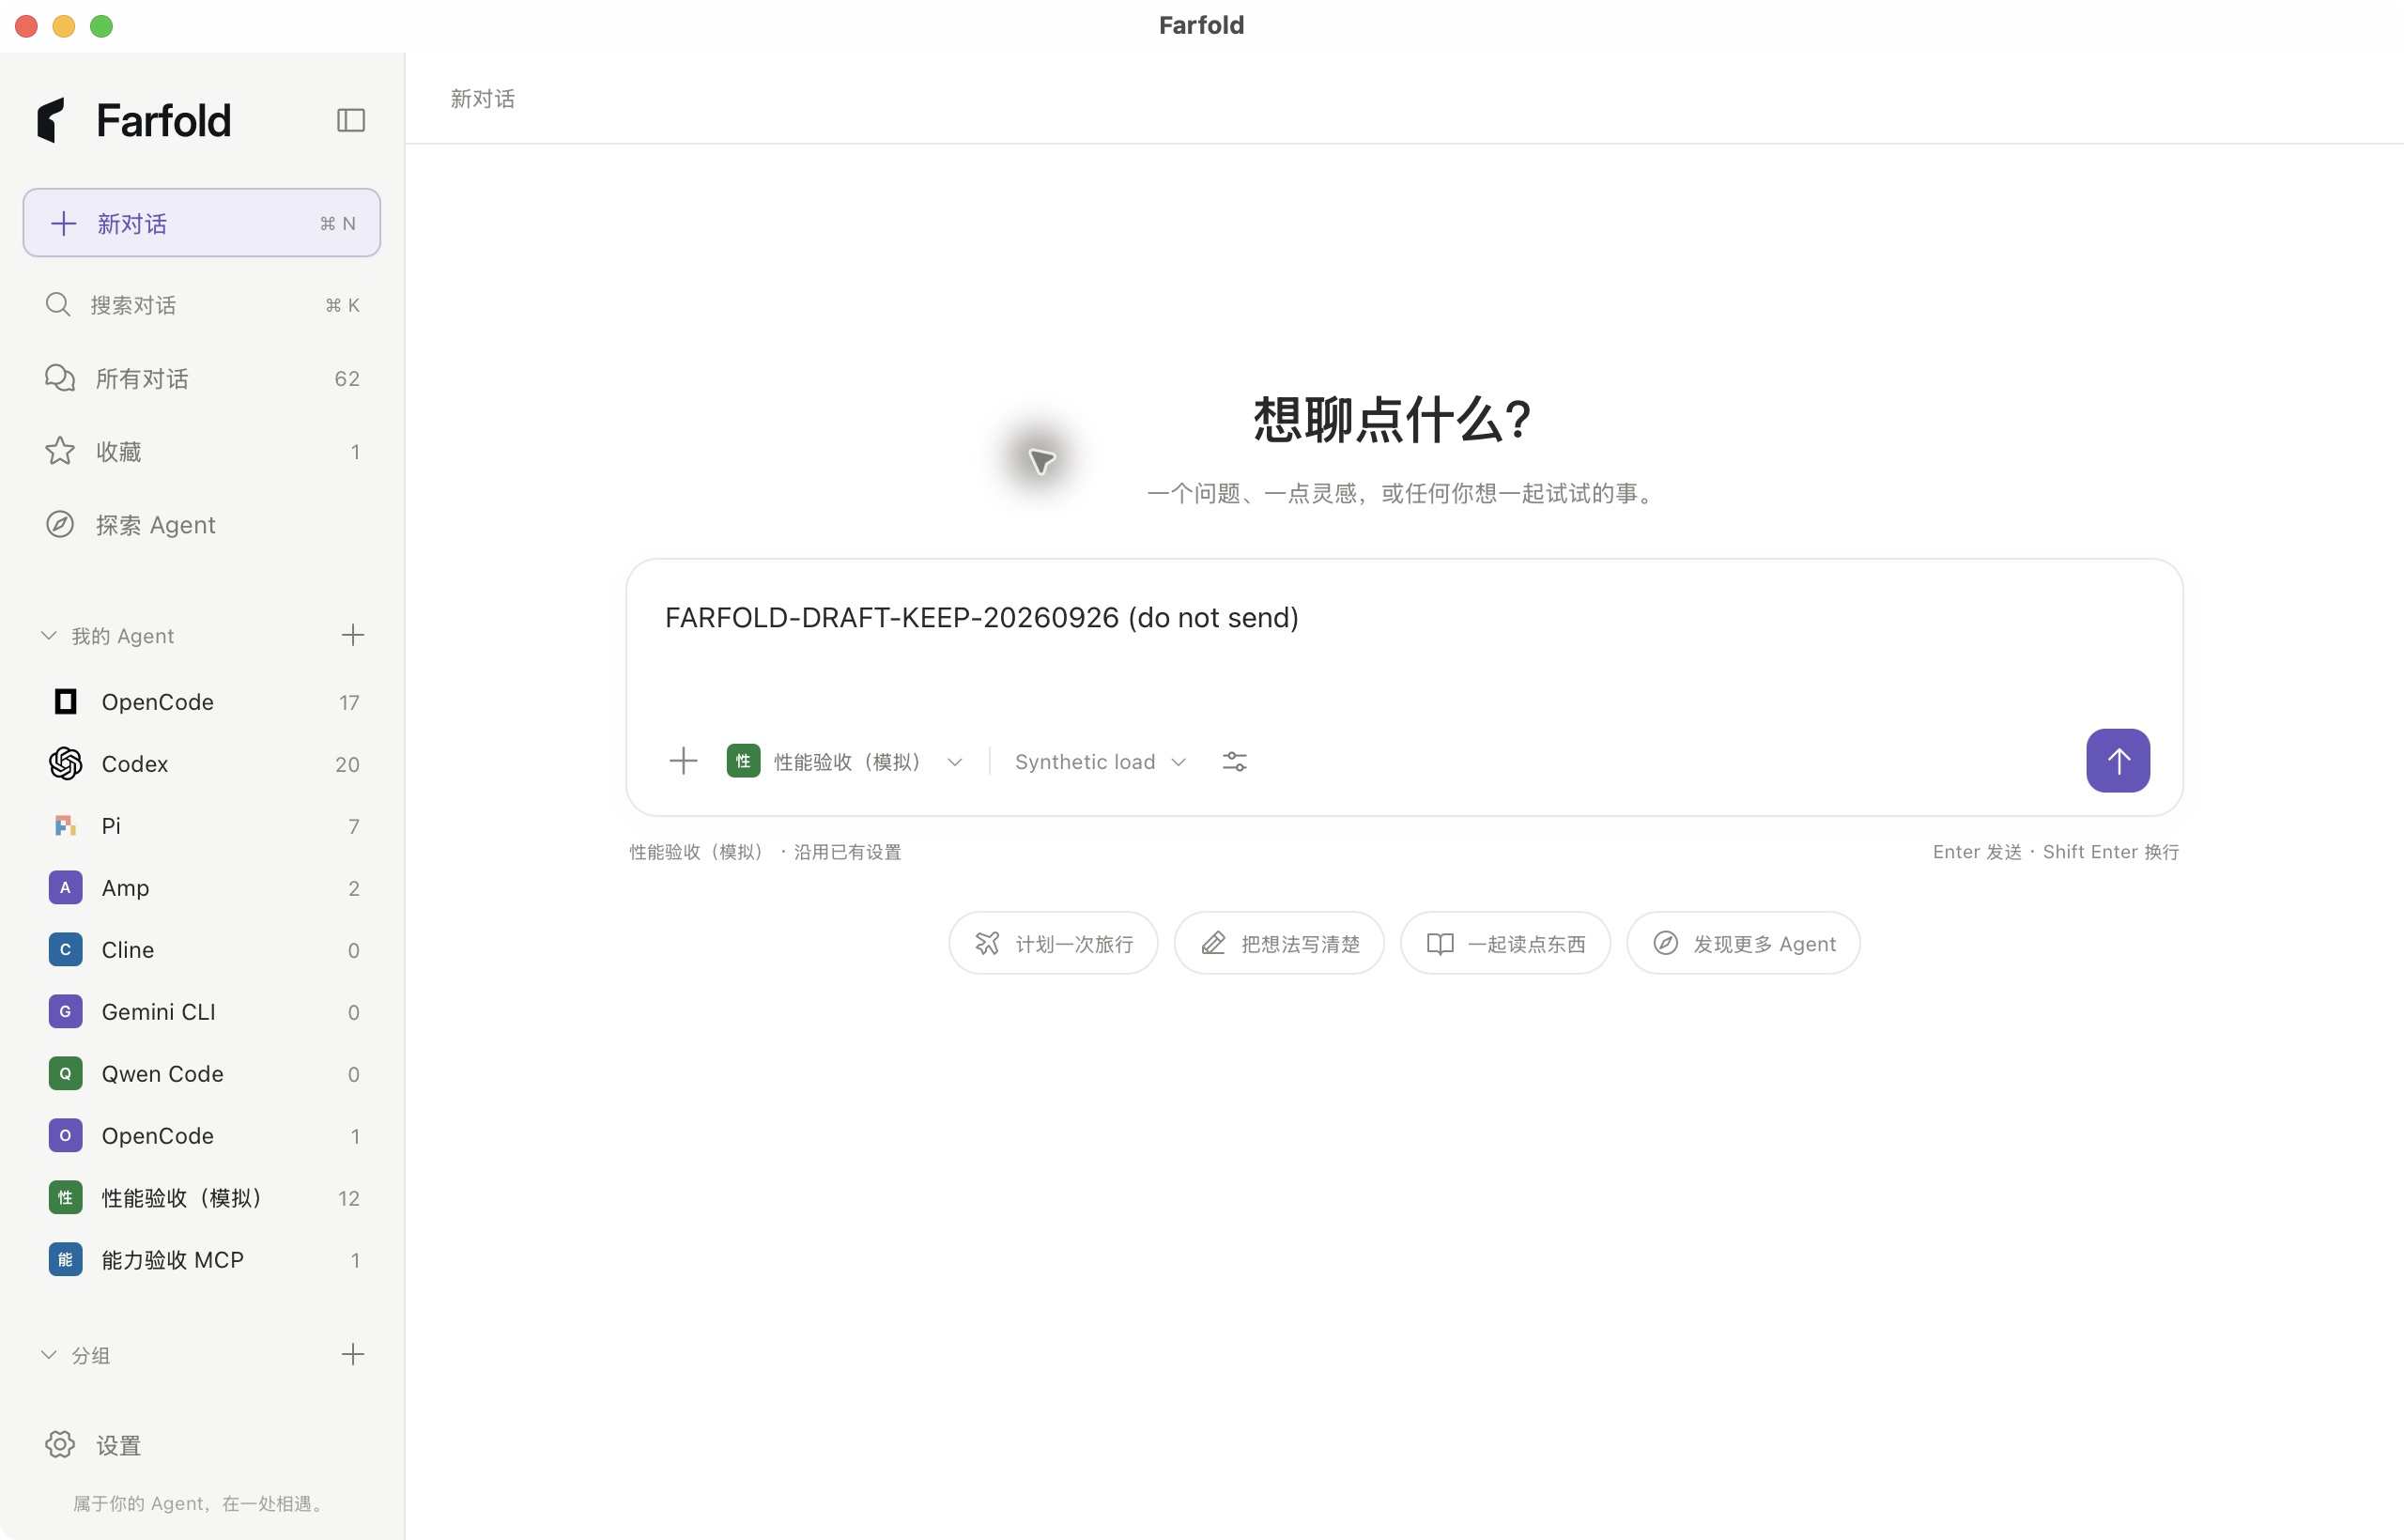 Farfold
Farfold
新对话 ⌘ N
搜索对话 ⌘ K
所有对话 62
收藏 1
探索 Agent
我的 Agent
OpenCode 17
Codex 20
Pi 7
A Amp 2
C Cline 0
G Gemini CLI 0
Q Qwen Code 0
O OpenCode 1
性 性能验收（模拟） 12
能 能力验收 MCP 1
分组
设置
属于你的 Agent，在一处相遇。
新对话
想聊点什么?
一个问题、一点灵感，或任何你想一起试试的事。
FARFOLD-DRAFT-KEEP-20260926 (do not send)
性 性能验收（模拟） Synthetic load
性能验收（模拟） · 沿用已有设置
Enter 发送 · Shift Enter 换行
计划一次旅行 把想法写清楚 一起读点东西 发现更多 Agent